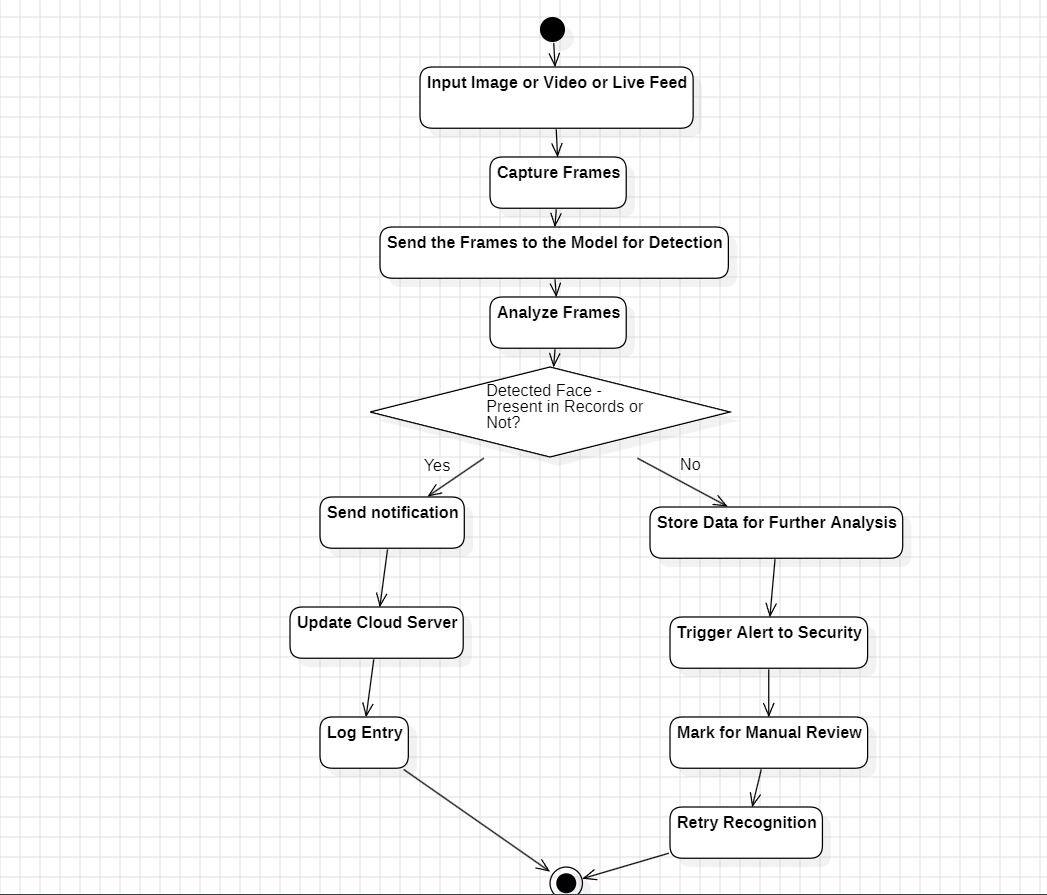 Input Image or Video or Live Feed
Capture Frames
Send the Frames to the Model for Detection
Analyze Frames
Detected Face -
Present in Records or
Not?
Yes
No
Send notification
Store Data for Further Analysis
Update Cloud Server
Trigger Alert to Security
Log Entry
Mark for Manual Review
Retry Recognition